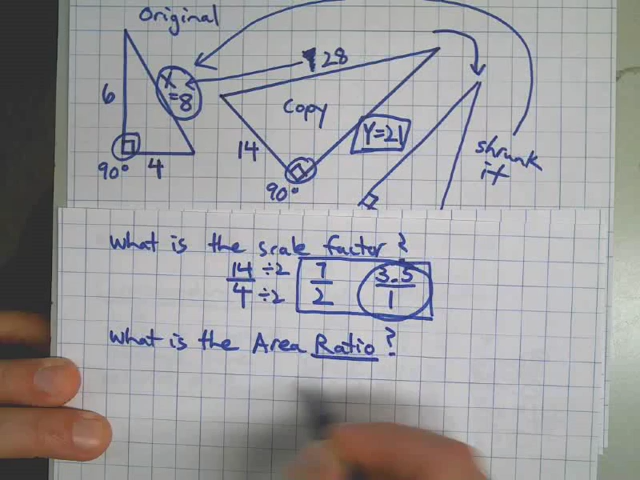 Original
28
6
X
=8
Copy
14
Y=21
shrunk
it
90°
4
90°
What is the scale factor?
14 ÷2
4 ÷2
7
2
3.5
1
What is the Area Ratio?